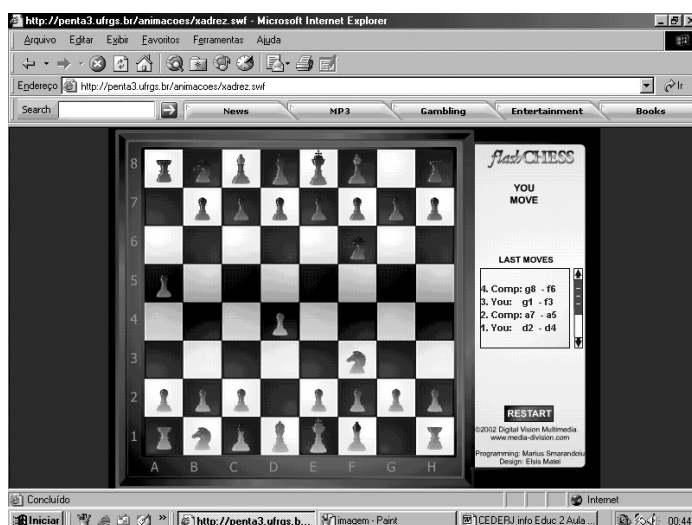 http://penta3.ufrgs.br/animacoes/xadrez.swf - Microsoft Internet Explorer
Arquivo Editar Exibir Favoritos Ferramentas Ajuda
Endereço http://penta3.ufrgs.br/animacoes/xadrez.swf Ir
Search News MP3 Gambling Entertainment Books
flashCHESS
YOU
MOVE
LAST MOVES
4. Comp: g8 - f6
3. You: g1 - f3
2. Comp: a7 - a5
1. You: d2 - d4
RESTART
©2002 Digital Vision Multimedia
www.media-division.com
Programming: Marius Smarandoiu
Design: Elsis Matei
8
7
6
5
4
3
2
1
A B C D E F G H
Concluído Internet
Iniciar » http://penta3.ufrgs.b... imagem - Paint CEDERJ info Educ 2 Aula ... 00:44